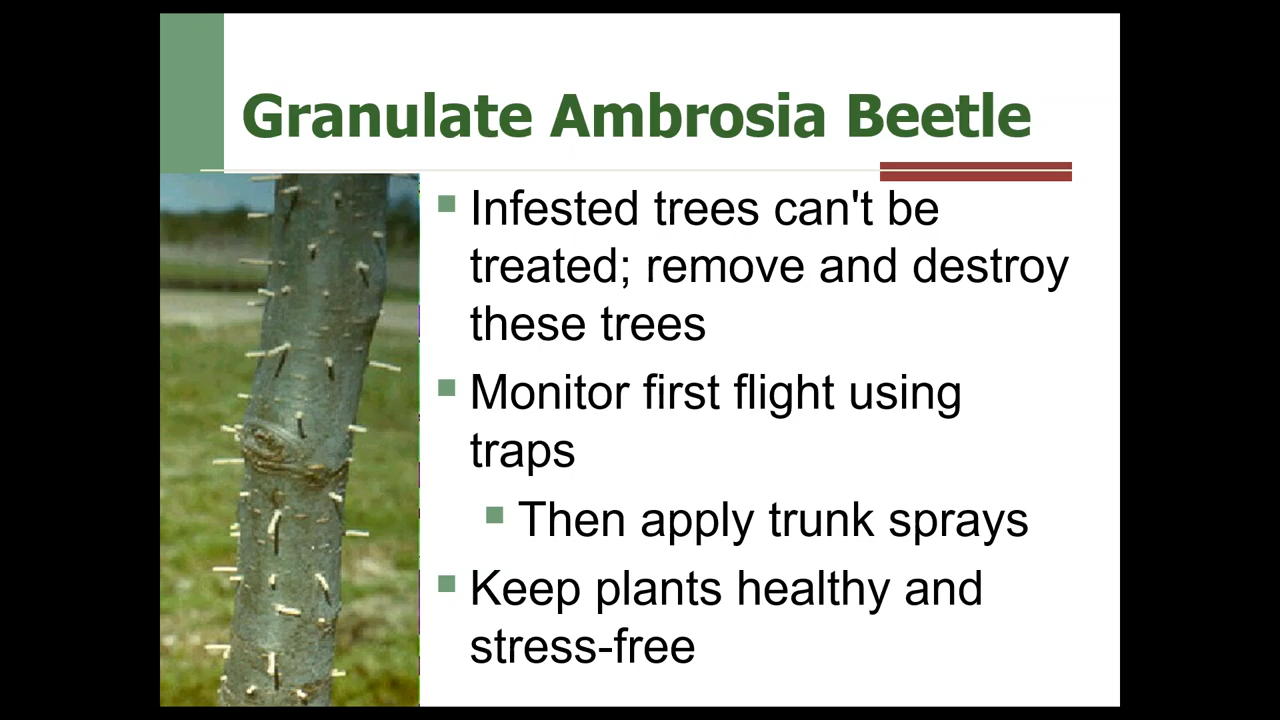 Granulate Ambrosia Beetle
Infested trees can't be
treated; remove and destroy
these trees
Monitor first flight using
traps
Then apply trunk sprays
Keep plants healthy and
stress-free